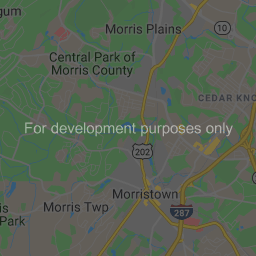 gum
Morris Plains
10
Central Park of
Morris County
CEDAR KNO
For development purposes only
202
Morristown
is
Park
Morris Twp
287